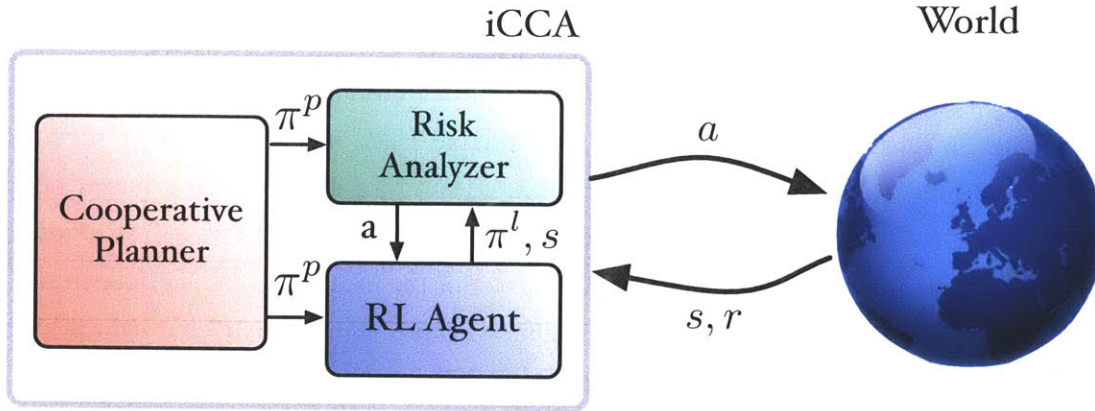 iCCA
World
π^p
Risk
Analyzer
a
Cooperative
Planner
a
π^l, s
π^p
RL Agent
s, r